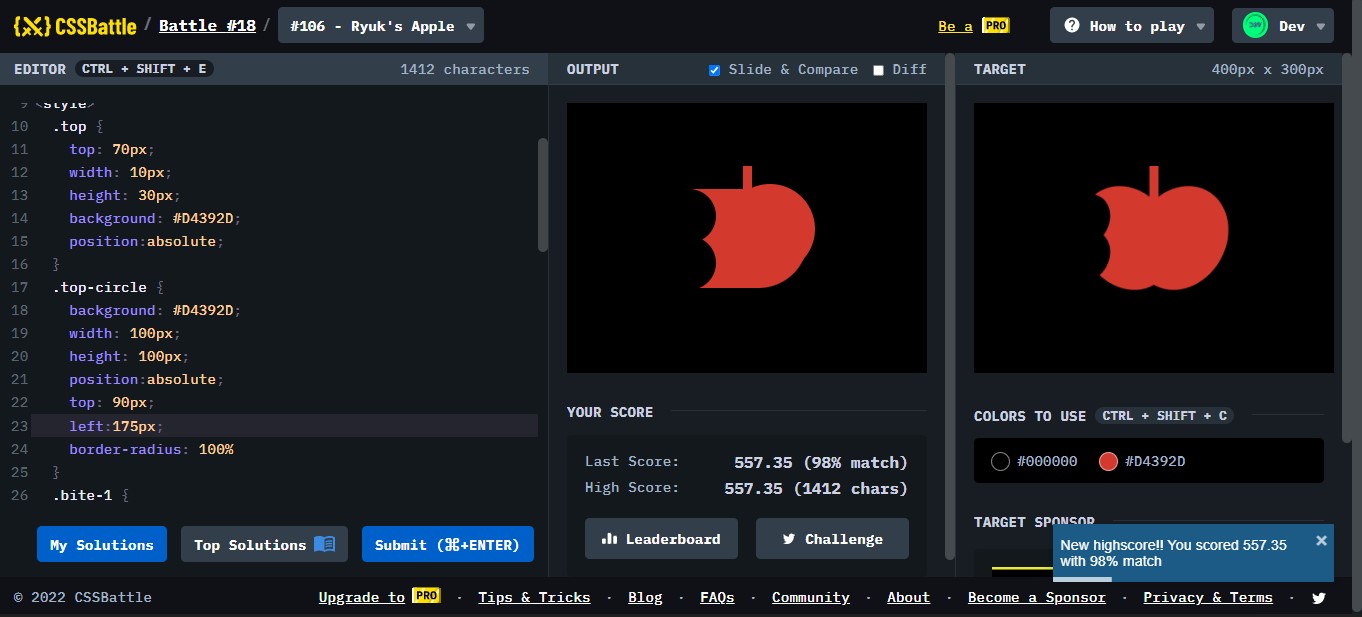 CSSBattle / Battle #18 / #106 - Ryuk's Apple
Be a PRO
How to play
Dev
EDITOR CTRL + SHIFT + E 1412 characters
9 <style>
10 .top {
11 top: 70px;
12 width: 10px;
13 height: 30px;
14 background: #D4392D;
15 position:absolute;
16 }
17 .top-circle {
18 background: #D4392D;
19 width: 100px;
20 height: 100px;
21 position:absolute;
22 top: 90px;
23 left:175px;
24 border-radius: 100%
25 }
26 .bite-1 {
My Solutions
Top Solutions
Submit (⌘+ENTER)
OUTPUT Slide & Compare Diff
YOUR SCORE
Last Score: 557.35 (98% match)
High Score: 557.35 (1412 chars)
Leaderboard
Challenge
TARGET 400px x 300px
COLORS TO USE CTRL + SHIFT + C
#000000 #D4392D
TARGET SPONSOR
New highscore!! You scored 557.35
with 98% match
© 2022 CSSBattle
Upgrade to PRO · Tips & Tricks · Blog · FAQs · Community · About · Become a Sponsor · Privacy & Terms ·